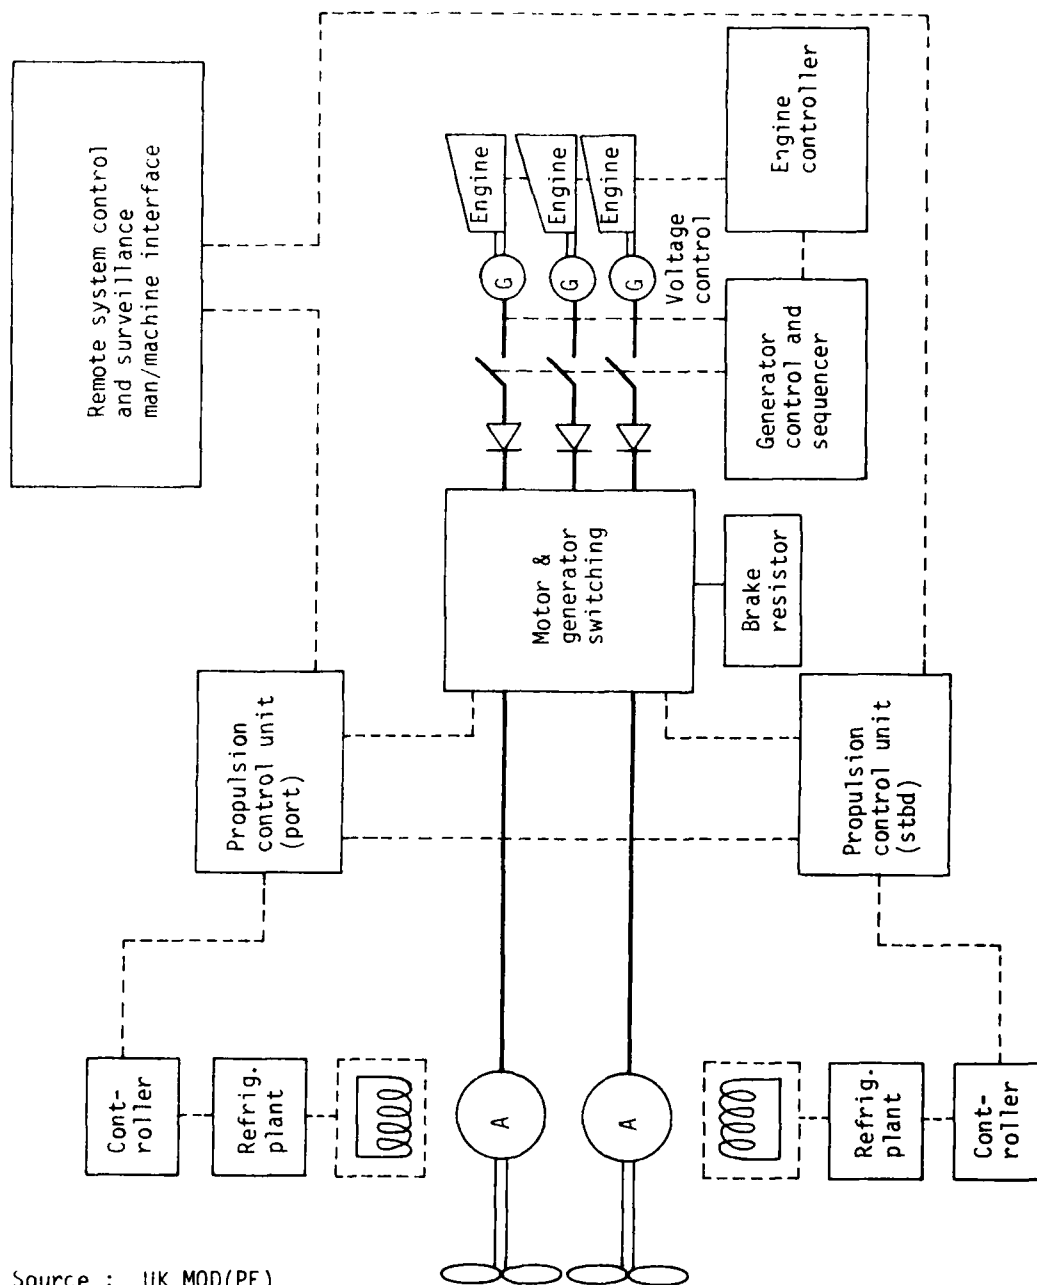 Remote system control
and surveillance
man/machine interface
Engine
Engine
Engine
Engine
controller
G
G
G
Voltage
control
Generator
control and
sequencer
Motor &
generator
switching
Brake
resistor
Propulsion
control unit
(port)
Propulsion
control unit
(stbd)
Cont-
roller
Refrig.
plant
A
A
Refrig.
plant
Cont-
roller
Source : UK MOD(PE)